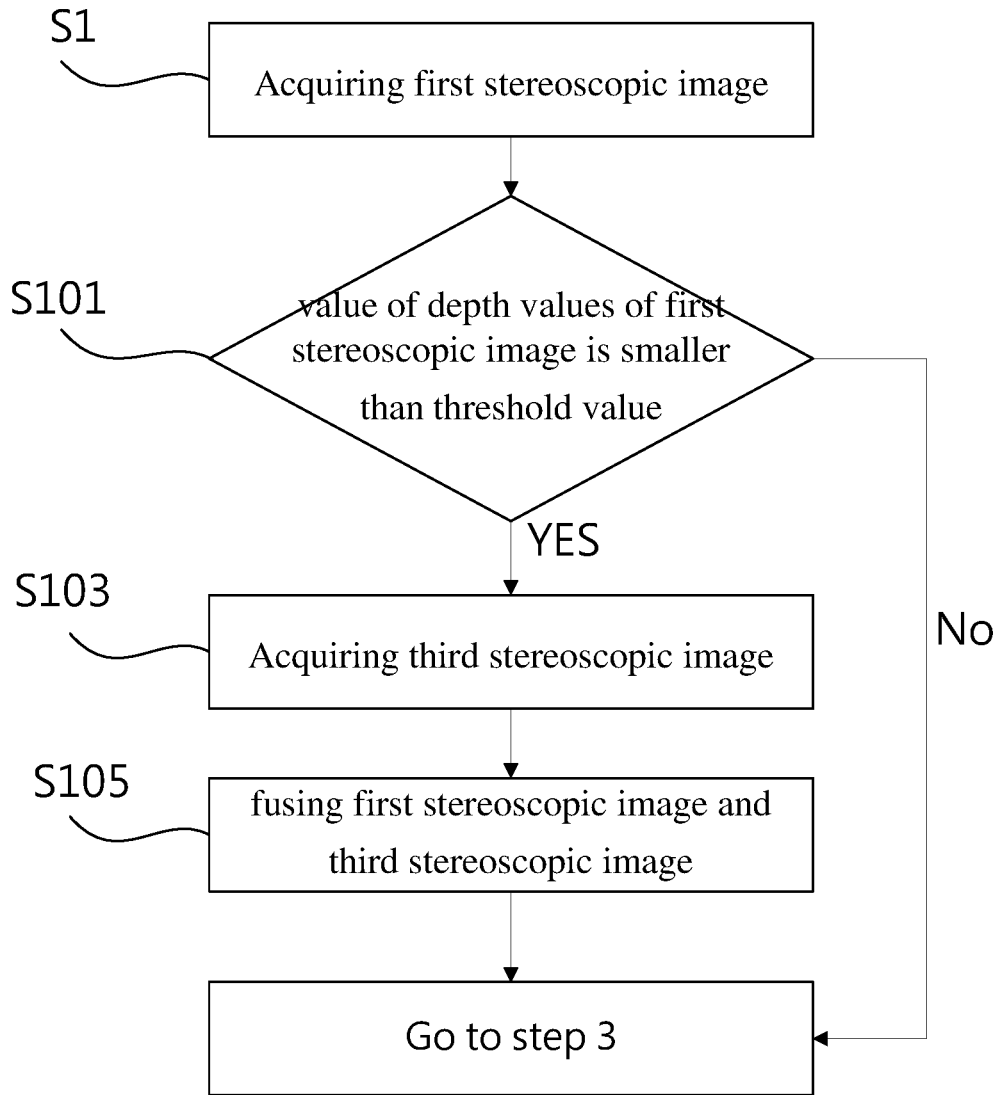 S1
Acquiring first stereoscopic image
S101
value of depth values of first
stereoscopic image is smaller
than threshold value
YES
S103
Acquiring third stereoscopic image
No
S105
fusing first stereoscopic image and
third stereoscopic image
Go to step 3